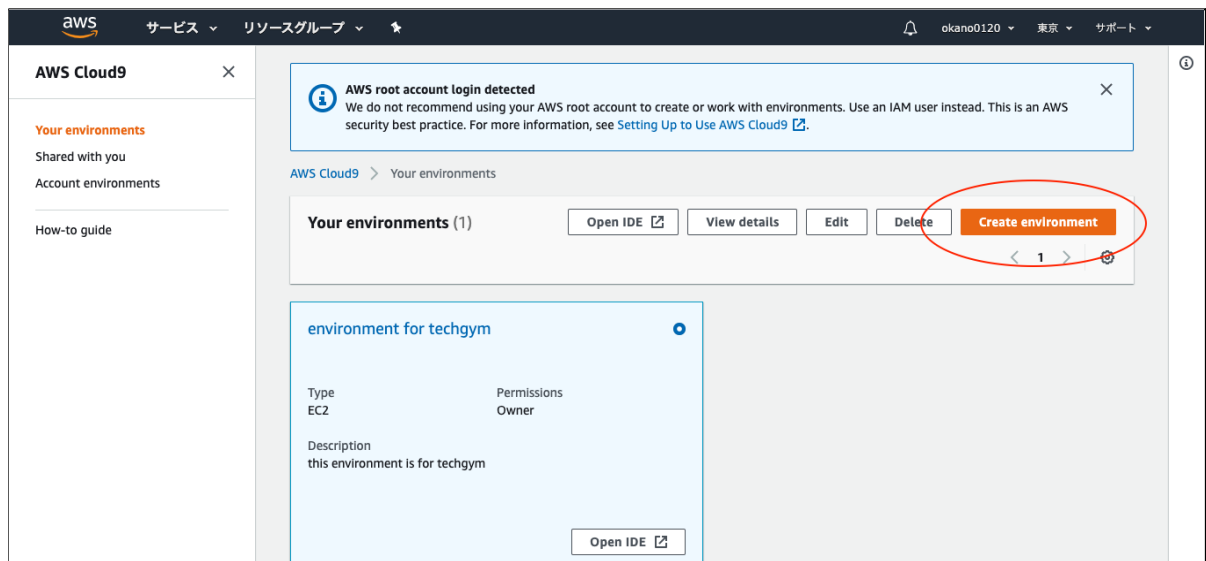 aws サービス リソースグループ okano0120 東京 サポート
AWS Cloud9
Your environments
Shared with you
Account environments
How-to guide
AWS root account login detected
We do not recommend using your AWS root account to create or work with environments. Use an IAM user instead. This is an AWS
security best practice. For more information, see Setting Up to Use AWS Cloud9.
AWS Cloud9 > Your environments
Your environments (1) Open IDE View details Edit Delete Create environment
< 1 >
environment for techgym
Type Permissions
EC2 Owner
Description
this environment is for techgym
Open IDE